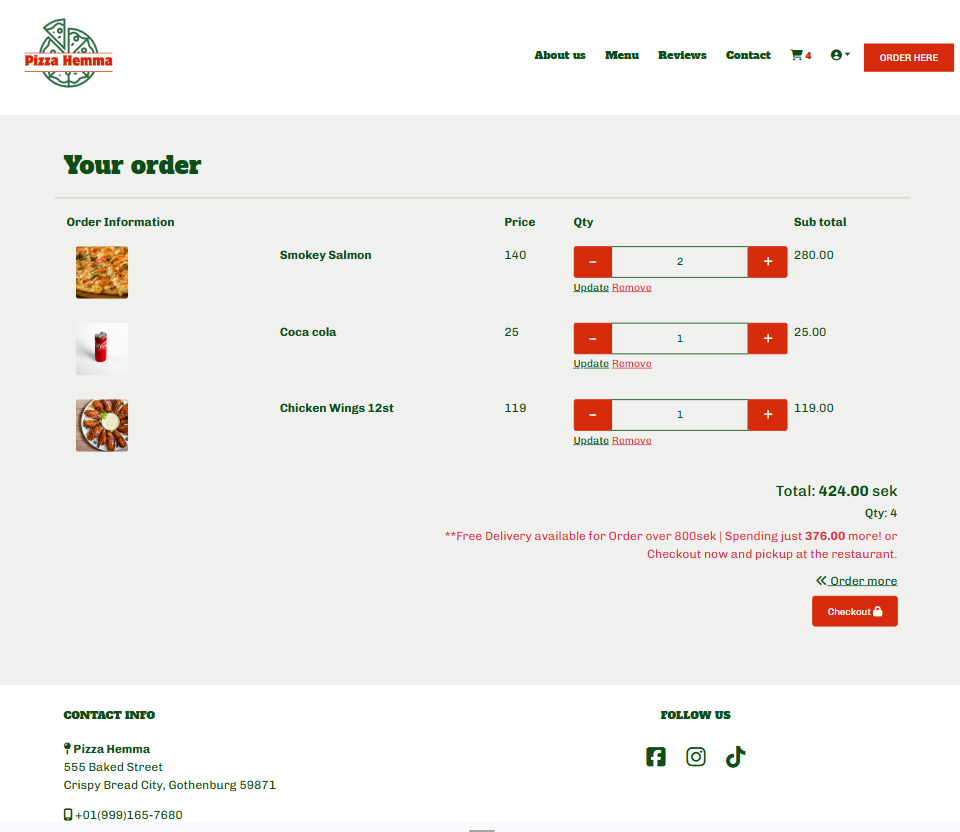 Pizza Hemma
About us Menu Reviews Contact 4 ORDER HERE
Your order
Order Information Price Qty Sub total
Smokey Salmon 140 - 2 + 280.00
Update Remove
Coca cola 25 - 1 + 25.00
Update Remove
Chicken Wings 12st 119 - 1 + 119.00
Update Remove
Total: 424.00 sek
Qty: 4
**Free Delivery available for Order over 800sek | Spending just 376.00 more! or
Checkout now and pickup at the restaurant.
Order more
Checkout
CONTACT INFO FOLLOW US
Pizza Hemma
555 Baked Street
Crispy Bread City, Gothenburg 59871
+01(999)165-7680